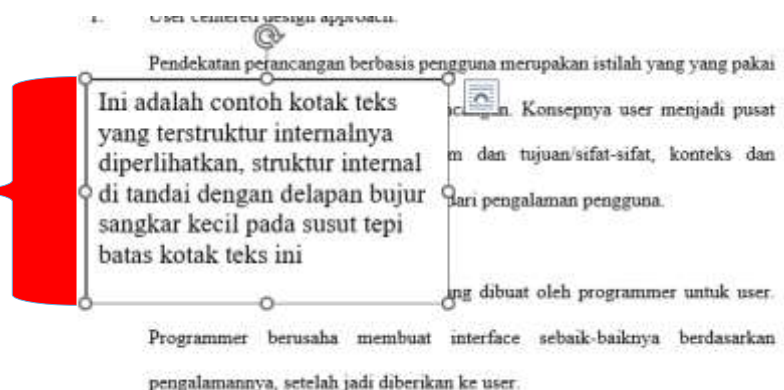 1. User centered design approach.
Pendekatan perancangan berbasis pengguna merupakan istilah yang yang pakai
Ini adalah contoh kotak teks
yang terstruktur internalnya
diperlihatkan, struktur internal
di tandai dengan delapan bujur
sangkar kecil pada susut tepi
batas kotak teks ini
Konsepnya user menjadi pusat
m dan tujuan/sifat-sifat, konteks dan
dari pengalaman pengguna.
ng dibuat oleh programmer untuk user.
Programmer berusaha membuat interface sebaik-baiknya berdasarkan
pengalamannya, setelah jadi diberikan ke user.